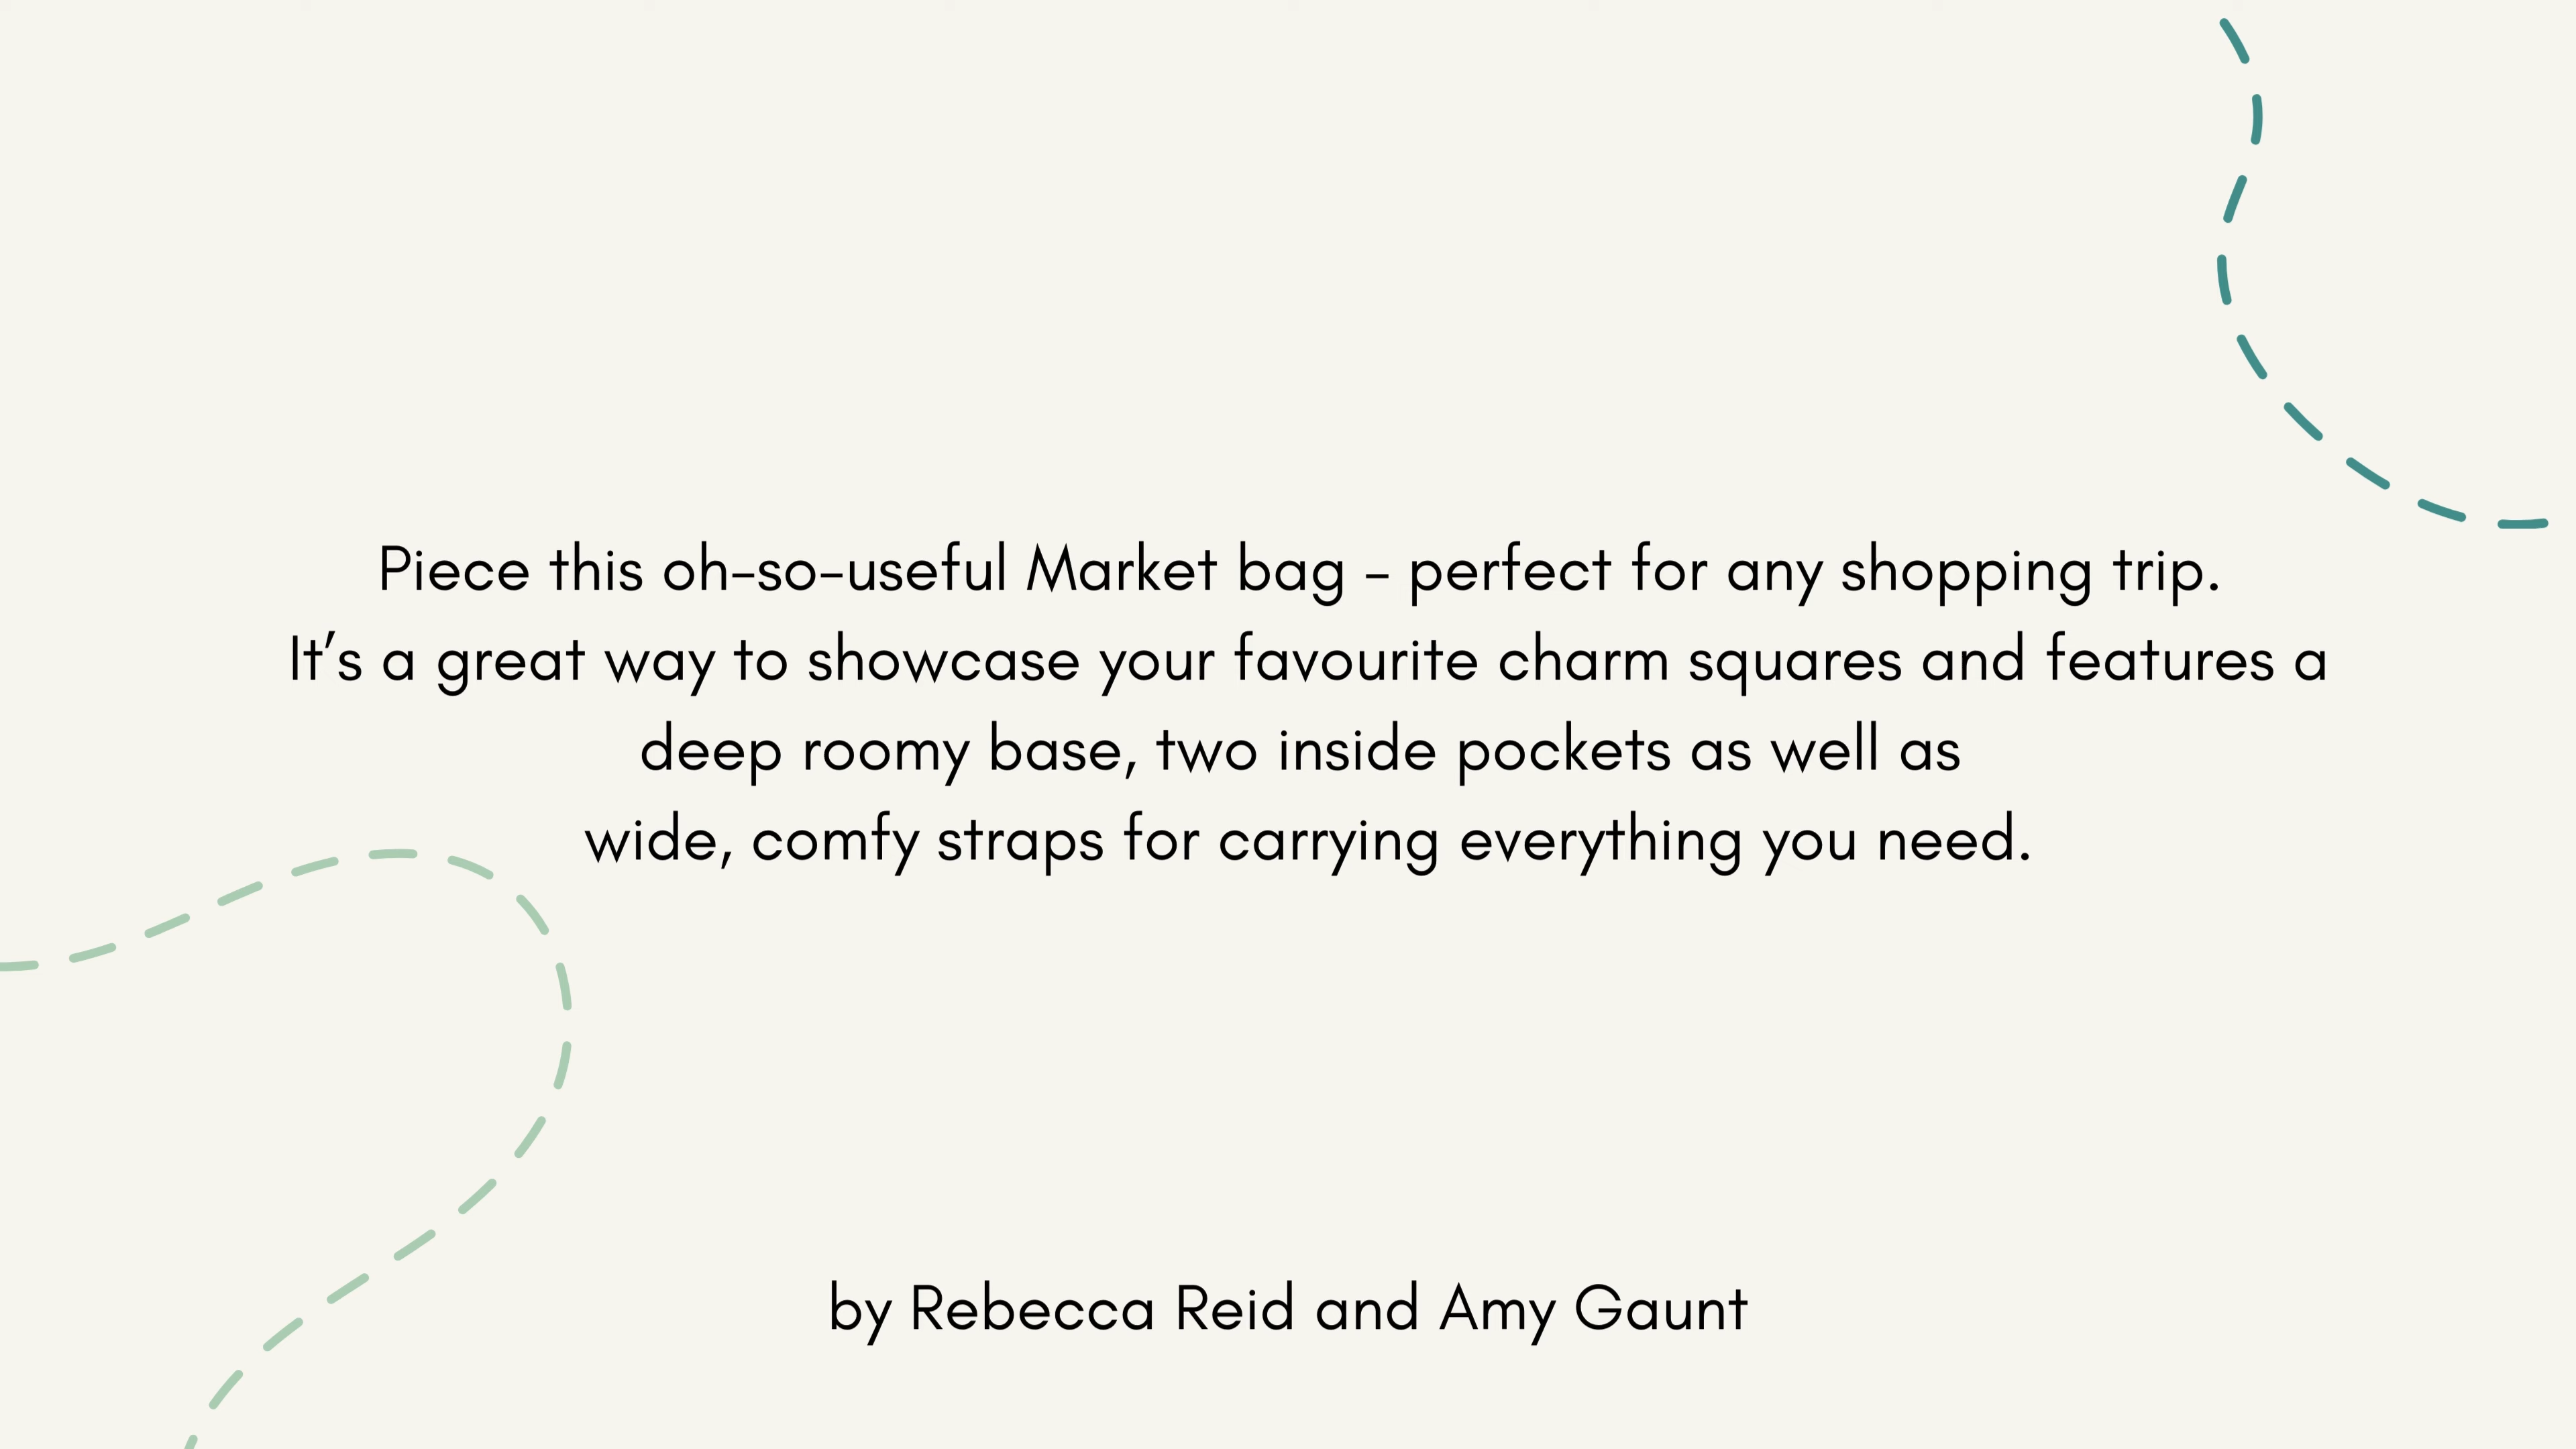 Piece this oh-so-useful Market bag - perfect for any shopping trip.
It's a great way to showcase your favourite charm squares and features a
deep roomy base, two inside pockets as well as
wide, comfy straps for carrying everything you need.
by Rebecca Reid and Amy Gaunt